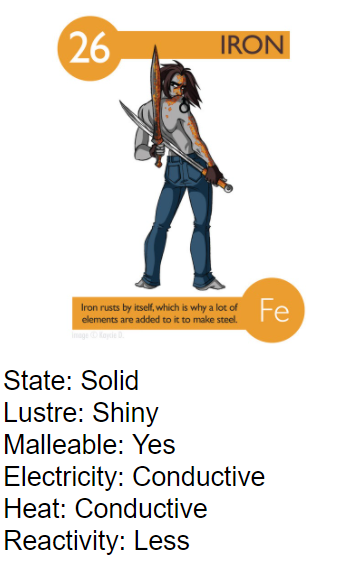 26
IRON
Iron rusts by itself, which is why a lot of
elements are added to it to make steel.
Fe
State: Solid
Lustre: Shiny
Malleable: Yes
Electricity: Conductive
Heat: Conductive
Reactivity: Less